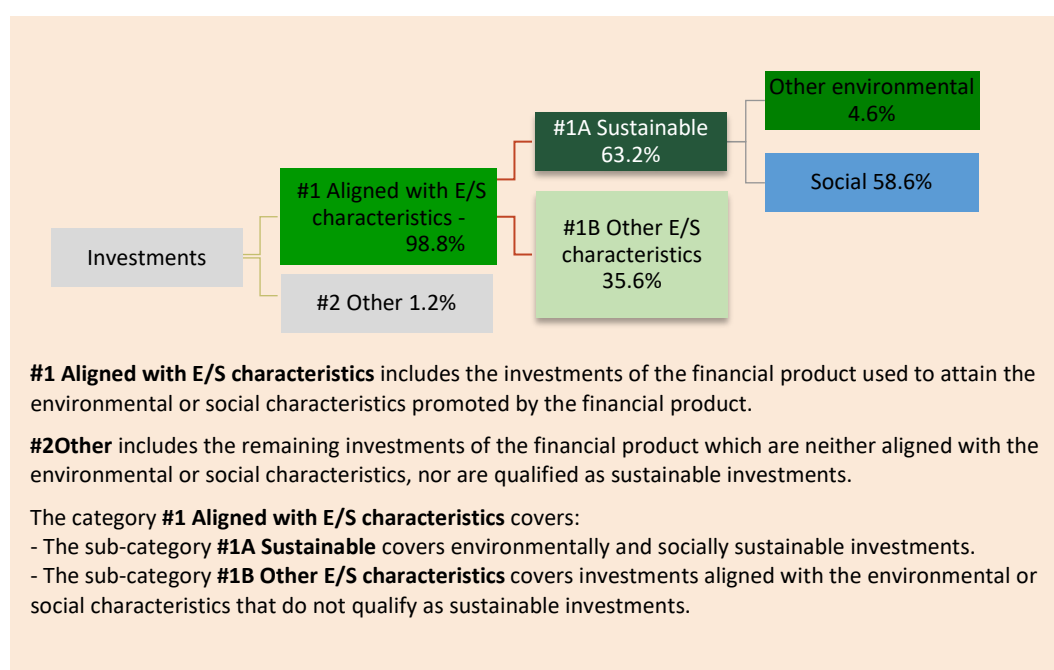 Investments
#1 Aligned with E/S
characteristics -
98.8%
#2 Other 1.2%
#1A Sustainable
63.2%
#1B Other E/S
characteristics
35.6%
Other environmental
4.6%
Social 58.6%
#1 Aligned with E/S characteristics includes the investments of the financial product used to attain the
environmental or social characteristics promoted by the financial product.
#2Other includes the remaining investments of the financial product which are neither aligned with the
environmental or social characteristics, nor are qualified as sustainable investments.
The category #1 Aligned with E/S characteristics covers:
- The sub-category #1A Sustainable covers environmentally and socially sustainable investments.
- The sub-category #1B Other E/S characteristics covers investments aligned with the environmental or
social characteristics that do not qualify as sustainable investments.